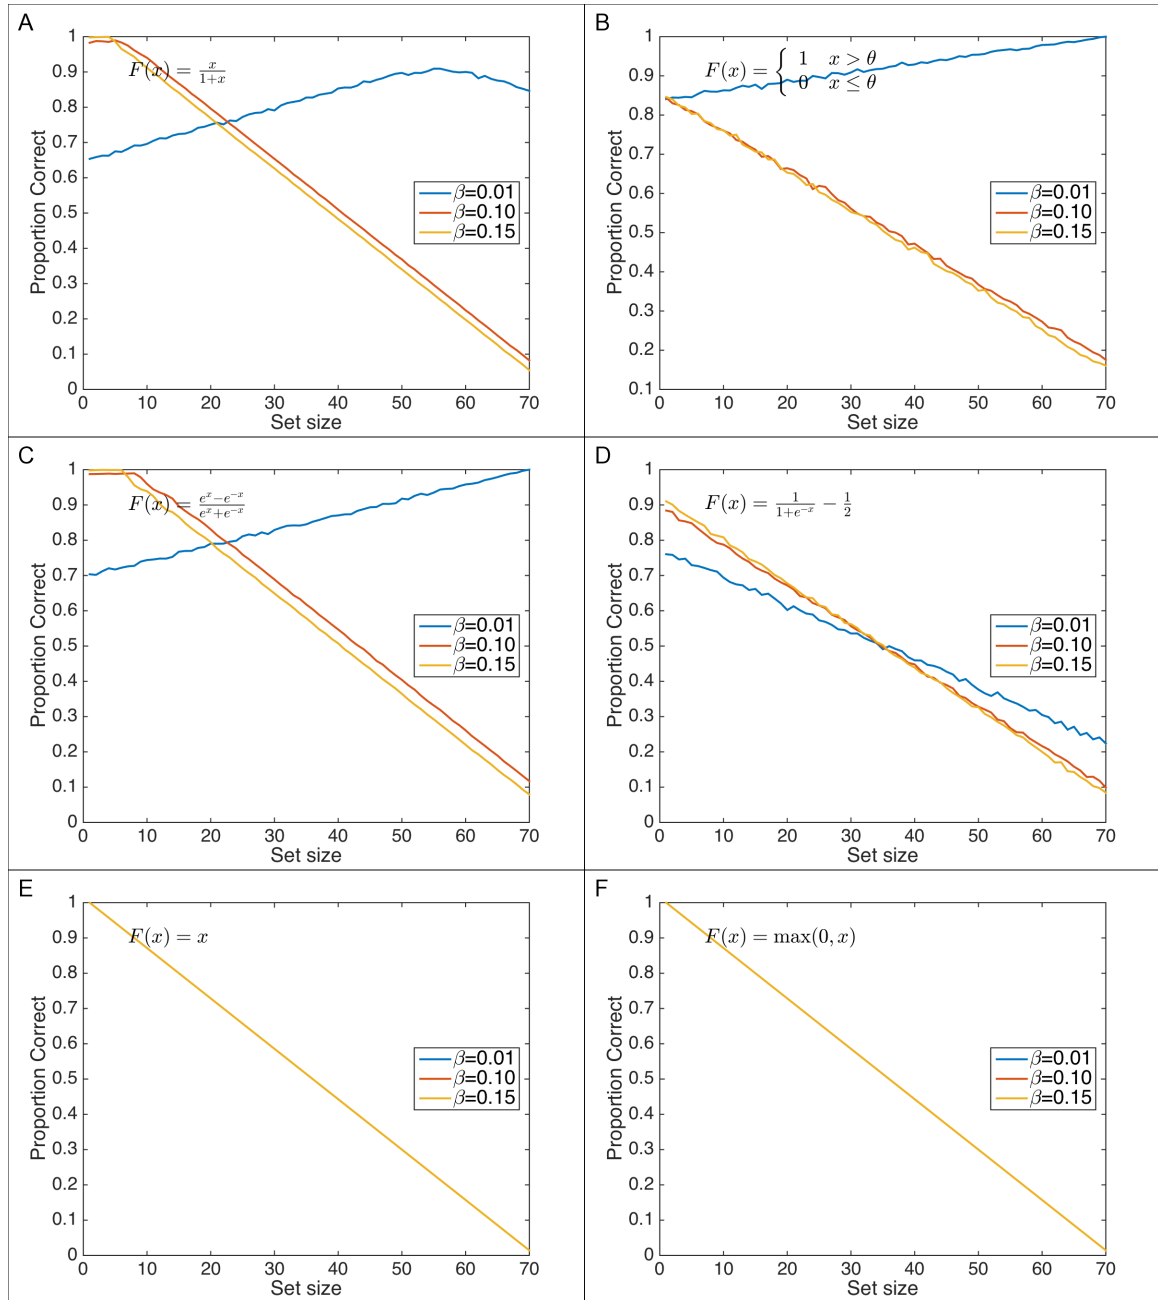 A
F(x) = x/(1+x)
1
0.9
0.8
0.7
0.6
0.5
0.4
0.3
0.2
0.1
0
Proportion Correct
β=0.01
β=0.10
β=0.15
0 10 20 30 40 50 60 70
Set size
B
F(x) = { 1 x > θ
0 x ≤ θ
1
0.9
0.8
0.7
0.6
0.5
0.4
0.3
0.2
0.1
Proportion Correct
β=0.01
β=0.10
β=0.15
0 10 20 30 40 50 60 70
Set size
C
F(x) = (e^x − e^−x)/(e^x + e^−x)
1
0.9
0.8
0.7
0.6
0.5
0.4
0.3
0.2
0.1
0
Proportion Correct
β=0.01
β=0.10
β=0.15
0 10 20 30 40 50 60 70
Set size
D
F(x) = 1/(1+e^−x) − 1/2
1
0.9
0.8
0.7
0.6
0.5
0.4
0.3
0.2
0.1
0
Proportion Correct
β=0.01
β=0.10
β=0.15
0 10 20 30 40 50 60 70
Set size
E
F(x) = x
1
0.9
0.8
0.7
0.6
0.5
0.4
0.3
0.2
0.1
0
Proportion Correct
β=0.01
β=0.10
β=0.15
0 10 20 30 40 50 60 70
Set size
F
F(x) = max(0, x)
1
0.9
0.8
0.7
0.6
0.5
0.4
0.3
0.2
0.1
0
Proportion Correct
β=0.01
β=0.10
β=0.15
0 10 20 30 40 50 60 70
Set size